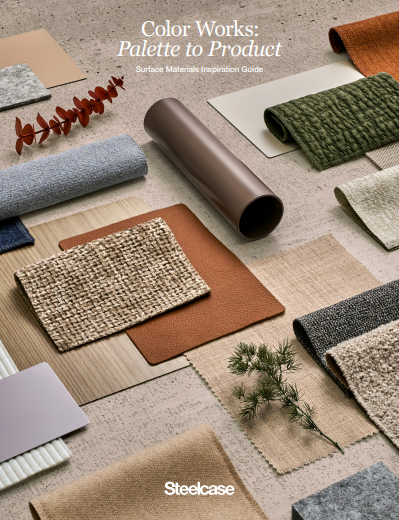 Color Works:
Palette to Product
Surface Materials Inspiration Guide
Steelcase